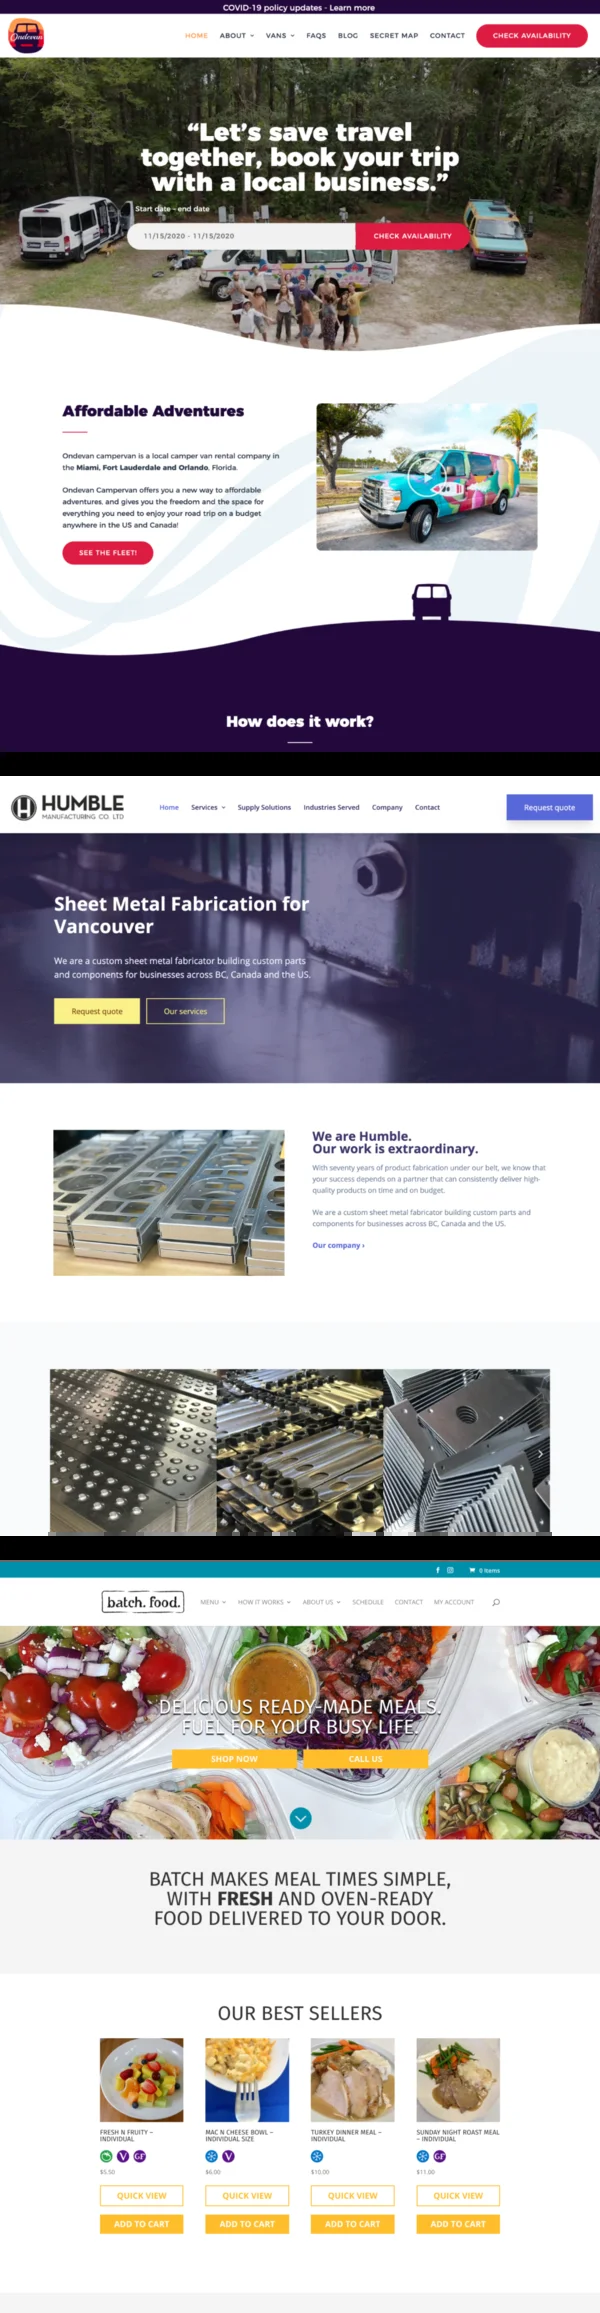 COVID-19 policy updates - Learn more
Ondevan
HOME ABOUT VANS FAQS BLOG SECRET MAP CONTACT CHECK AVAILABILITY
“Let’s save travel
together, book your trip
with a local business.”
Start date - end date
11/15/2020 - 11/15/2020 CHECK AVAILABILITY
Affordable Adventures
Ondevan campervan is a local camper van rental company in
the Miami, Fort Lauderdale and Orlando, Florida.
Ondevan Campervan offers you a new way to affordable
adventures, and gives you the freedom and the space for
everything you need to enjoy your road trip on a budget
anywhere in the US and Canada!
SEE THE FLEET!
How does it work?
HUMBLE
MANUFACTURING CO. LTD
Home Services Supply Solutions Industries Served Company Contact Request quote
Sheet Metal Fabrication for
Vancouver
We are a custom sheet metal fabricator building custom parts
and components for businesses across BC, Canada and the US.
Request quote Our services
We are Humble.
Our work is extraordinary.
With seventy years of product fabrication under our belt, we know that
your success depends on a partner that can consistently deliver high-
quality products on time and on budget.
We are a custom sheet metal fabricator building custom parts and
components for businesses across BC, Canada and the US.
Our company ›
0 Items
batch. food.
MENU HOW IT WORKS ABOUT US SCHEDULE CONTACT MY ACCOUNT
DELICIOUS READY-MADE MEALS.
FUEL FOR YOUR BUSY LIFE.
SHOP NOW CALL US
BATCH MAKES MEAL TIMES SIMPLE,
WITH FRESH AND OVEN-READY
FOOD DELIVERED TO YOUR DOOR.
OUR BEST SELLERS
FRESH N FRUITY –
INDIVIDUAL
V GF
$5.50
QUICK VIEW
ADD TO CART
MAC N CHEESE BOWL –
INDIVIDUAL SIZE
V
$6.00
QUICK VIEW
ADD TO CART
TURKEY DINNER MEAL –
INDIVIDUAL
$10.00
QUICK VIEW
ADD TO CART
SUNDAY NIGHT ROAST MEAL
– INDIVIDUAL
GF
$11.00
QUICK VIEW
ADD TO CART